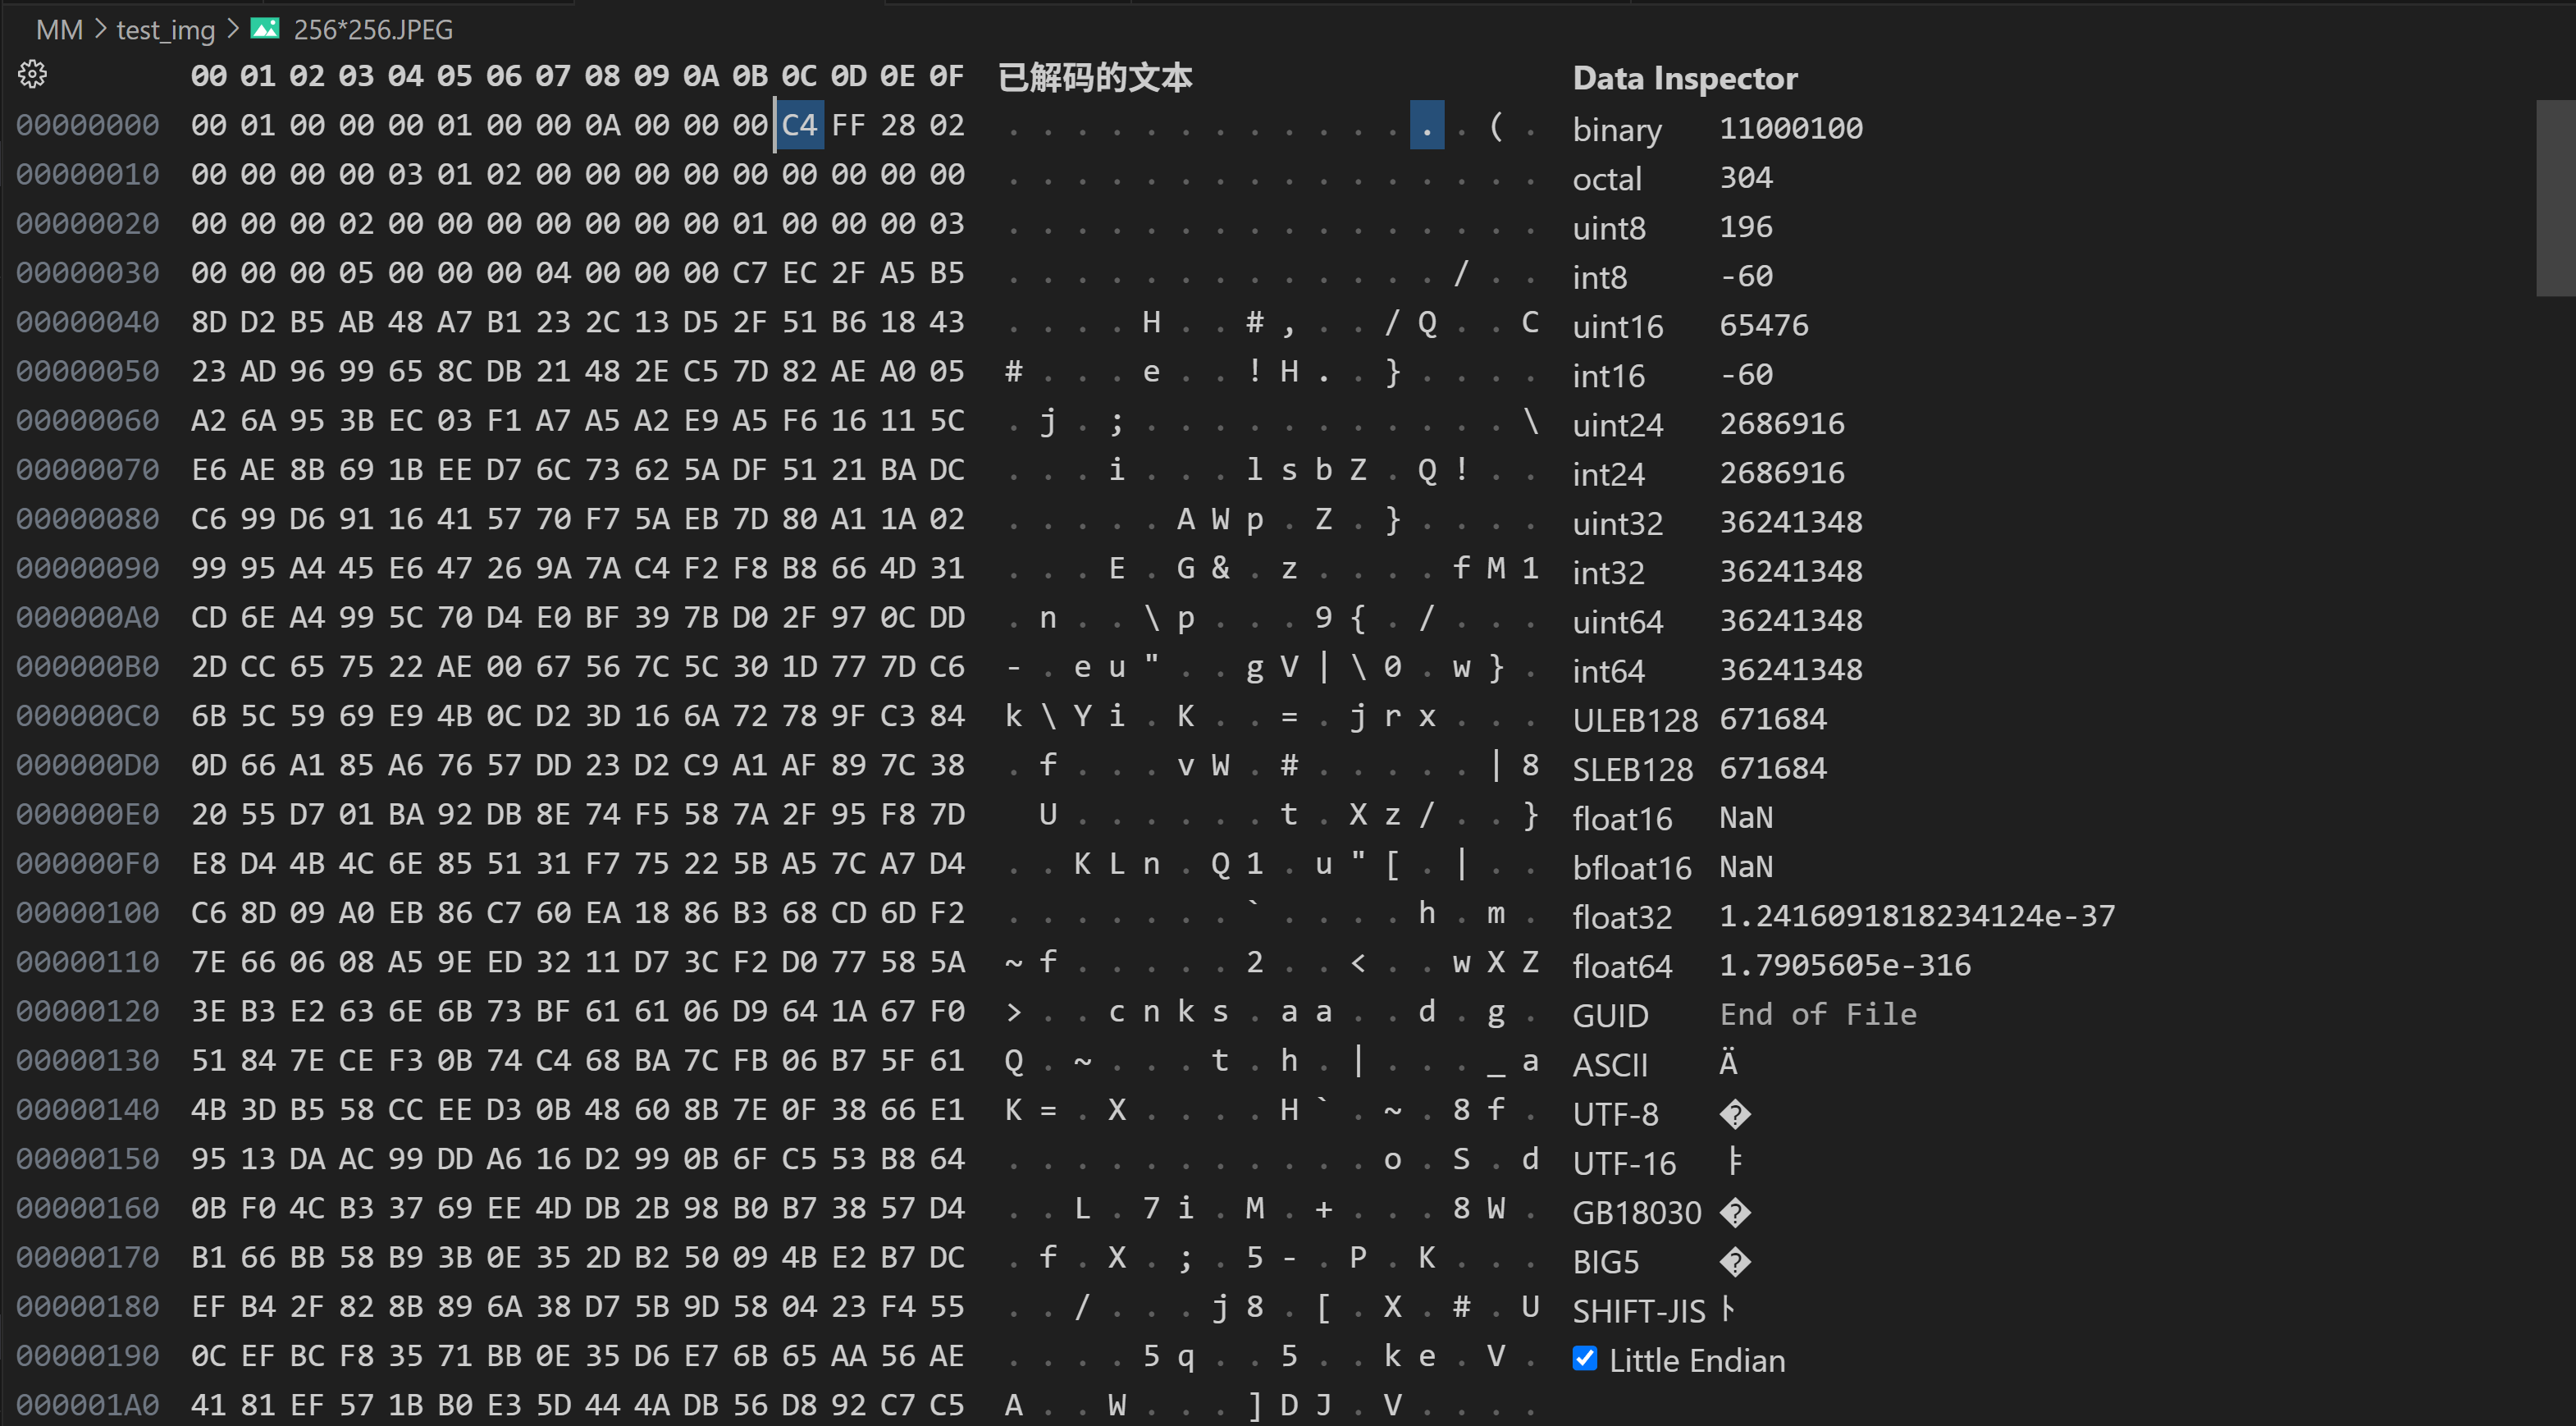 MM > test_img > 256*256.JPEG
00 01 02 03 04 05 06 07 08 09 0A 0B 0C 0D 0E 0F 已解码的文本 Data Inspector
00000000 00 01 00 00 00 01 00 00 0A 00 00 00 C4 FF 28 02 . . . . . . . . . . . . . . ( . binary 11000100
00000010 00 00 00 00 03 01 02 00 00 00 00 00 00 00 00 00 . . . . . . . . . . . . . . . . octal 304
00000020 00 00 00 02 00 00 00 00 00 00 00 01 00 00 00 03 . . . . . . . . . . . . . . . . uint8 196
00000030 00 00 00 05 00 00 00 04 00 00 00 C7 EC 2F A5 B5 . . . . . . . . . . . . . / . . int8 -60
00000040 8D D2 B5 AB 48 A7 B1 23 2C 13 D5 2F 51 B6 18 43 . . . . H . . # , . . / Q . . C uint16 65476
00000050 23 AD 96 99 65 8C DB 21 48 2E C5 7D 82 AE A0 05 # . . . e . . ! H . . } . . . . int16 -60
00000060 A2 6A 95 3B EC 03 F1 A7 A5 A2 E9 A5 F6 16 11 5C . j . ; . . . . . . . . . . . \ uint24 2686916
00000070 E6 AE 8B 69 1B EE D7 6C 73 62 5A DF 51 21 BA DC . . . i . . . l s b Z . Q ! . . int24 2686916
00000080 C6 99 D6 91 16 41 57 70 F7 5A EB 7D 80 A1 1A 02 . . . . . A W p . Z . } . . . . uint32 36241348
00000090 99 95 A4 45 E6 47 26 9A 7A C4 F2 F8 B8 66 4D 31 . . . E . G & . z . . . . f M 1 int32 36241348
000000A0 CD 6E A4 99 5C 70 D4 E0 BF 39 7B D0 2F 97 0C DD . n . . \ p . . . 9 { . / . . . uint64 36241348
000000B0 2D CC 65 75 22 AE 00 67 56 7C 5C 30 1D 77 7D C6 - . e u " . . g V | \ 0 . w } . int64 36241348
000000C0 6B 5C 59 69 E9 4B 0C D2 3D 16 6A 72 78 9F C3 84 k \ Y i . K . . = . j r x . . . ULEB128 671684
000000D0 0D 66 A1 85 A6 76 57 DD 23 D2 C9 A1 AF 89 7C 38 . f . . . v W . # . . . . . | 8 SLEB128 671684
000000E0 20 55 D7 01 BA 92 DB 8E 74 F5 58 7A 2F 95 F8 7D U . . . . . . t . X z / . . } float16 NaN
000000F0 E8 D4 4B 4C 6E 85 51 31 F7 75 22 5B A5 7C A7 D4 . . K L n . Q 1 . u " [ . | . . bfloat16 NaN
00000100 C6 8D 09 A0 EB 86 C7 60 EA 18 86 B3 68 CD 6D F2 . . . . . . . ` . . . . h . m . float32 1.2416091818234124e-37
00000110 7E 66 06 08 A5 9E ED 32 11 D7 3C F2 D0 77 58 5A ~ f . . . . . 2 . . < . . w X Z float64 1.7905605e-316
00000120 3E B3 E2 63 6E 6B 73 BF 61 61 06 D9 64 1A 67 F0 > . . c n k s . a a . . d . g . GUID End of File
00000130 51 84 7E CE F3 0B 74 C4 68 BA 7C FB 06 B7 5F 61 Q . ~ . . . t . h . | . . . _ a ASCII Ä
00000140 4B 3D B5 58 CC EE D3 0B 48 60 8B 7E 0F 38 66 E1 K = . X . . . . H ` . ~ . 8 f . UTF-8 �
00000150 95 13 DA AC 99 DD A6 16 D2 99 0B 6F C5 53 B8 64 . . . . . . . . . . . o . S . d UTF-16 ￄ
00000160 0B F0 4C B3 37 69 EE 4D DB 2B 98 B0 B7 38 57 D4 . . L . 7 i . M . + . . . 8 W . GB18030 �
00000170 B1 66 BB 58 B9 3B 0E 35 2D B2 50 09 4B E2 B7 DC . f . X . ; . 5 - . P . K . . . BIG5 �
00000180 EF B4 2F 82 8B 89 6A 38 D7 5B 9D 58 04 23 F4 55 . . / . . . j 8 . [ . X . # . U SHIFT-JIS ﾄ
00000190 0C EF BC F8 35 71 BB 0E 35 D6 E7 6B 65 AA 56 AE . . . . 5 q . . 5 . . k e . V . Little Endian
000001A0 41 81 EF 57 1B B0 E3 5D 44 4A DB 56 D8 92 C7 C5 A . . W . . . ] D J . V . . . .